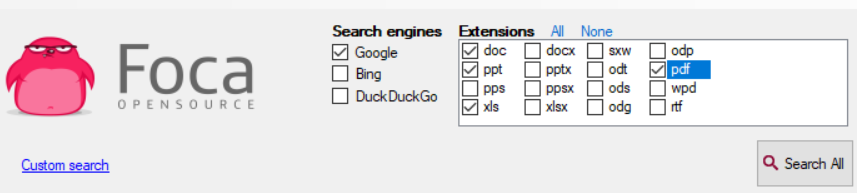 Search engines Extensions All None
Google doc docx sxw odp
Foca Bing ppt pptx odt pdf
OPENSOURCE DuckDuckGo pps ppsx ods wpd
xls xlsx odg rtf
Custom search Search All